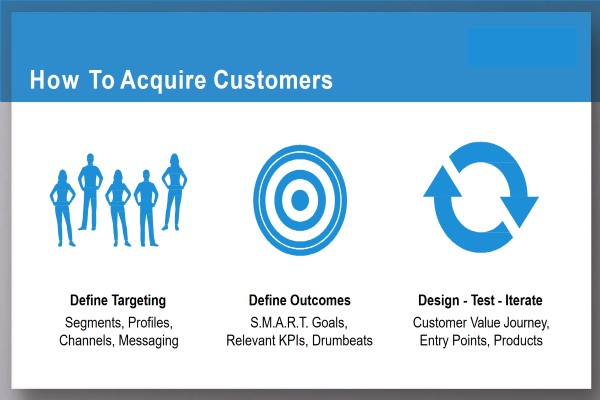 How To Acquire Customers
Define Targeting
Segments, Profiles,
Channels, Messaging
Define Outcomes
S.M.A.R.T. Goals,
Relevant KPIs, Drumbeats
Design - Test - Iterate
Customer Value Journey,
Entry Points, Products